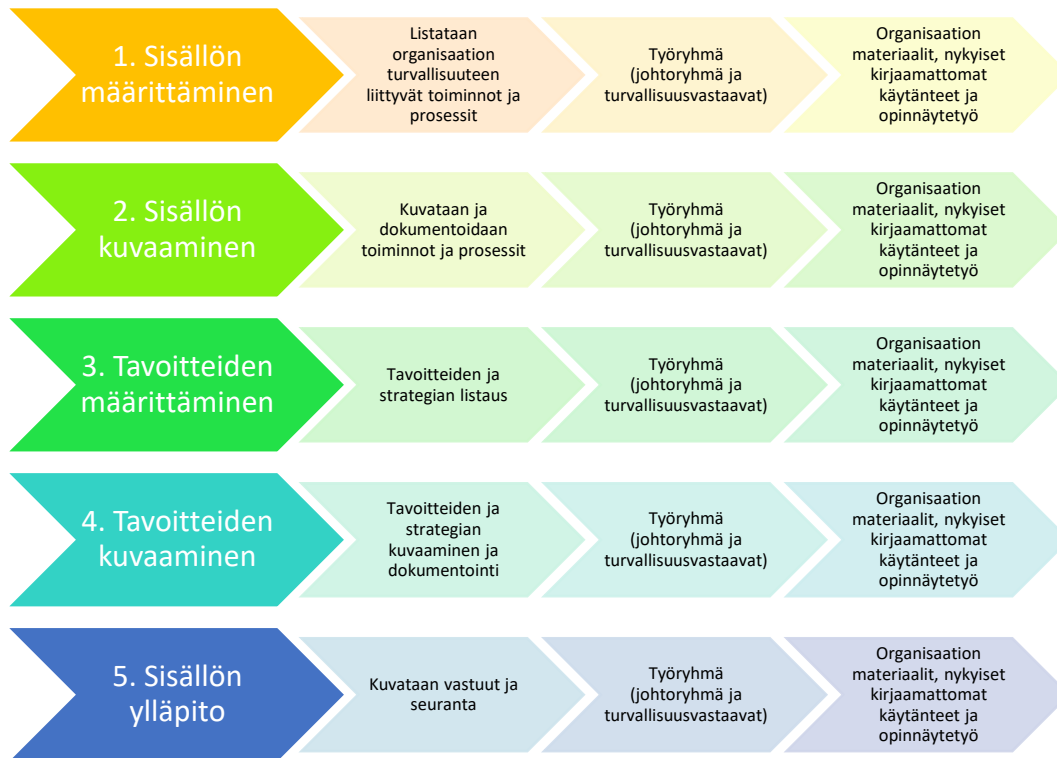 1. Sisällön
määrittäminen
Listataan
organisaation
turvallisuuteen
liittyvät toiminnot ja
prosessit
Työryhmä
(johtoryhmä ja
turvallisuusvastaavat)
Organisaation
materiaalit, nykyiset
kirjaamattomat
käytänteet ja
opinnäytetyö
2. Sisällön
kuvaaminen
Kuvataan ja
dokumentoidaan
toiminnot ja prosessit
Työryhmä
(johtoryhmä ja
turvallisuusvastaavat)
Organisaation
materiaalit, nykyiset
kirjaamattomat
käytänteet ja
opinnäytetyö
3. Tavoitteiden
määrittäminen
Tavoitteiden ja
strategian listaus
Työryhmä
(johtoryhmä ja
turvallisuusvastaavat)
Organisaation
materiaalit, nykyiset
kirjaamattomat
käytänteet ja
opinnäytetyö
4. Tavoitteiden
kuvaaminen
Tavoitteiden ja
strategian
kuvaaminen ja
dokumentointi
Työryhmä
(johtoryhmä ja
turvallisuusvastaavat)
Organisaation
materiaalit, nykyiset
kirjaamattomat
käytänteet ja
opinnäytetyö
5. Sisällön
ylläpito
Kuvataan vastuut ja
seuranta
Työryhmä
(johtoryhmä ja
turvallisuusvastaavat)
Organisaation
materiaalit, nykyiset
kirjaamattomat
käytänteet ja
opinnäytetyö